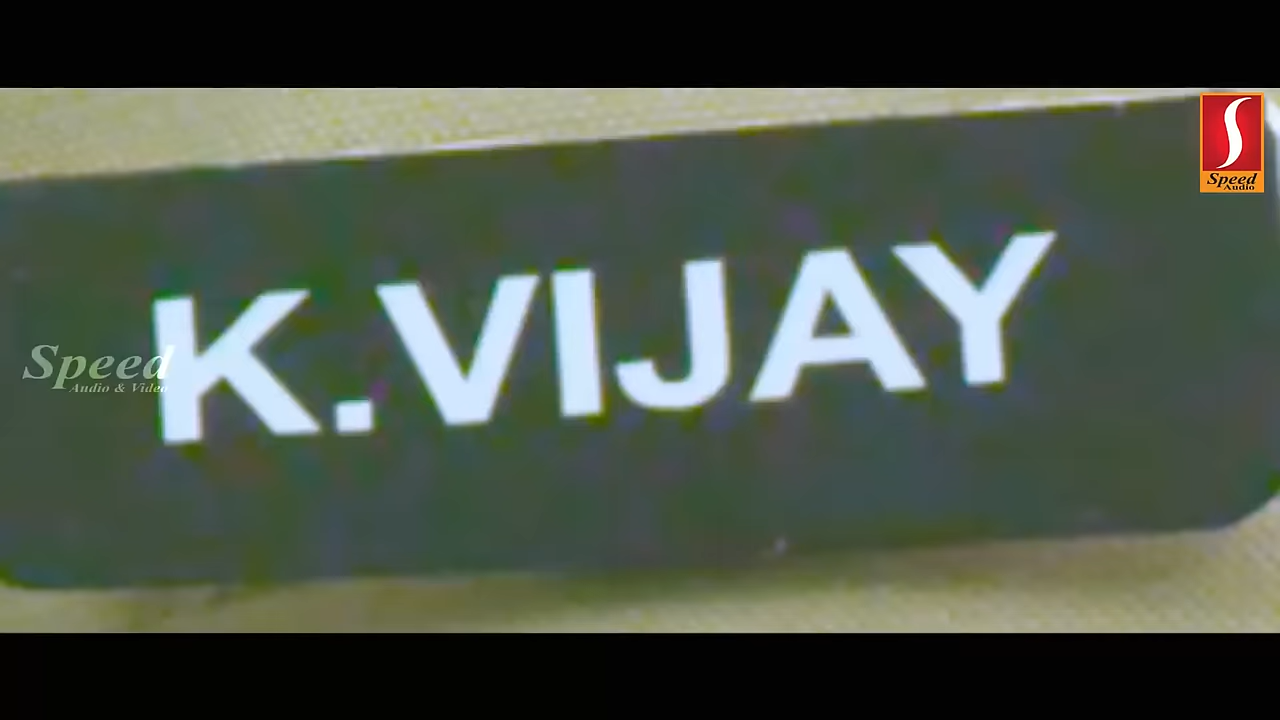 S
Speed
Audio
K.VIJAY
Speed
Audio & Video